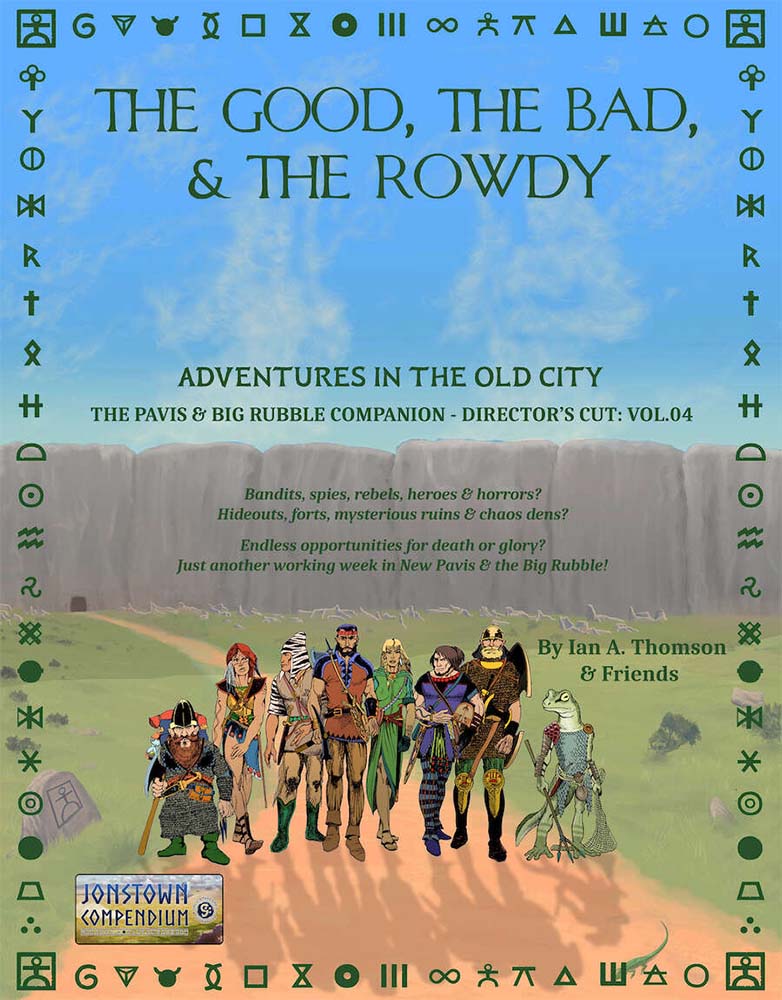 THE GOOD, THE BAD,
& THE ROWDY
ADVENTURES IN THE OLD CITY
THE PAVIS & BIG RUBBLE COMPANION - DIRECTOR'S CUT: VOL.04
Bandits, spies, rebels, heroes & horrors?
Hideouts, forts, mysterious ruins & chaos dens?
Endless opportunities for death or glory?
Just another working week in New Pavis & the Big Rubble!
By Ian A. Thomson
& Friends
JONSTOWN
COMPENDIUM